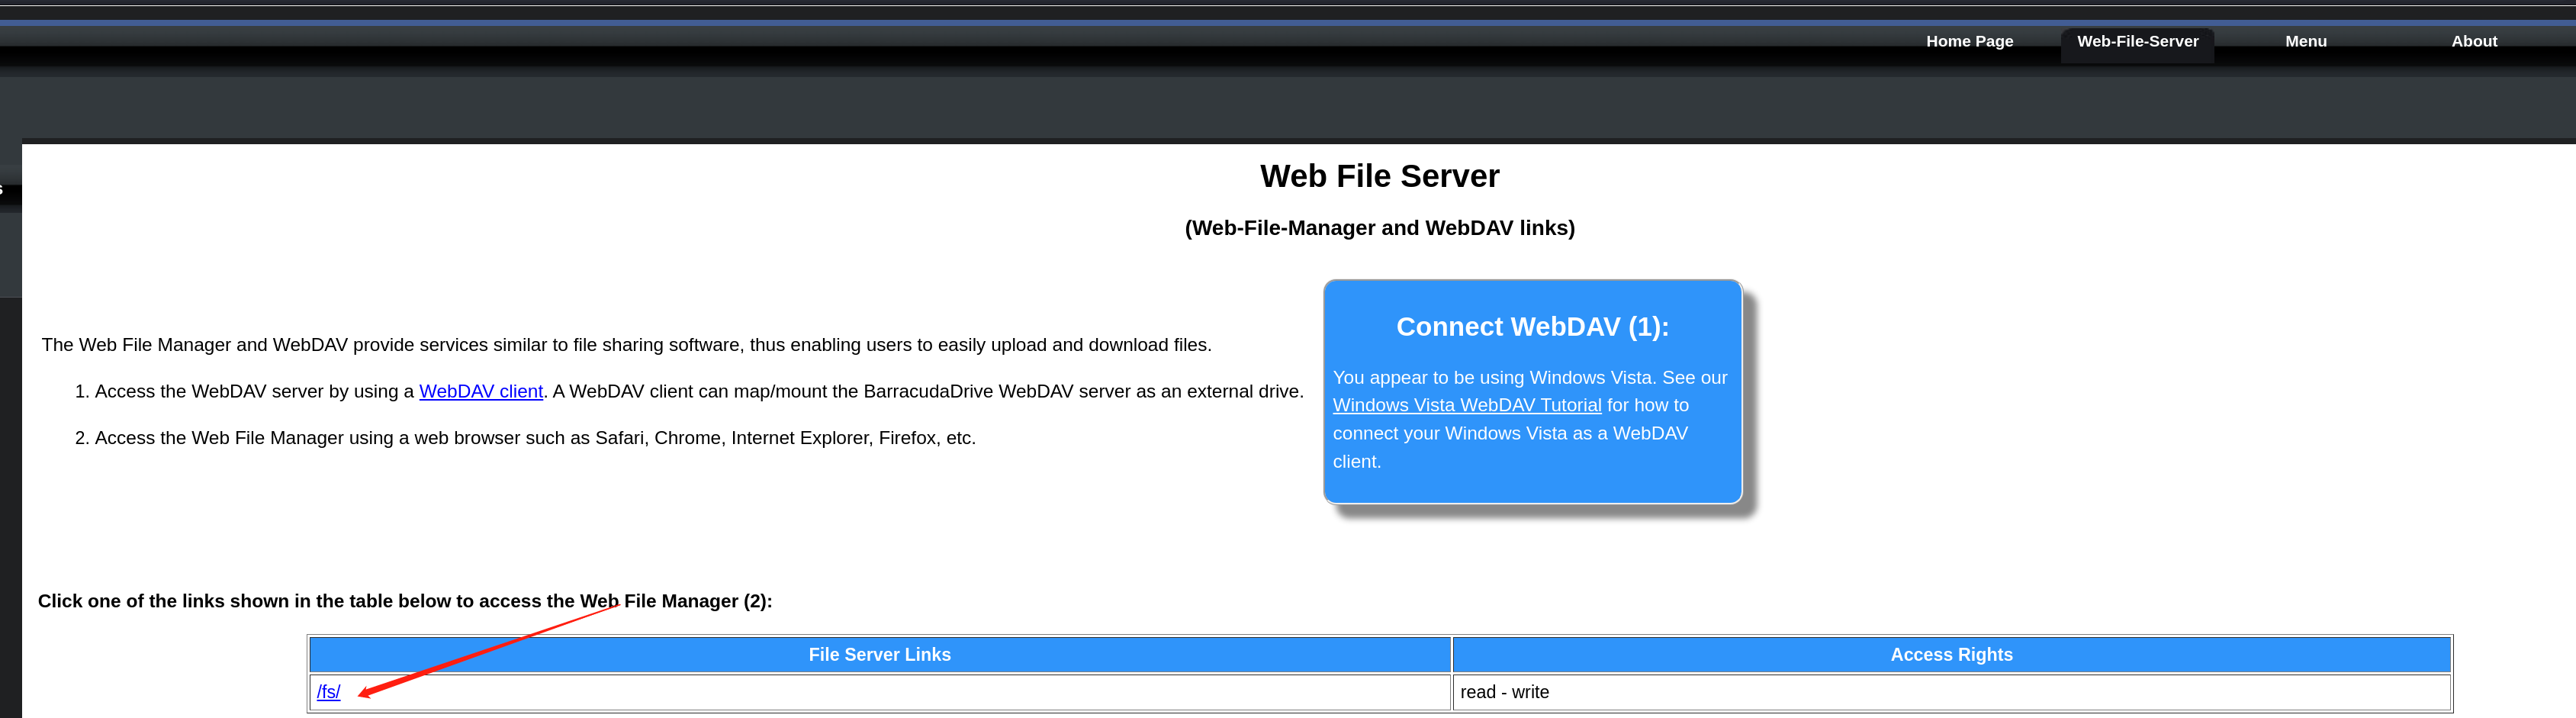 Home Page Web-File-Server Menu About
s
Web File Server
(Web-File-Manager and WebDAV links)
The Web File Manager and WebDAV provide services similar to file sharing software, thus enabling users to easily upload and download files.
1. Access the WebDAV server by using a WebDAV client. A WebDAV client can map/mount the BarracudaDrive WebDAV server as an external drive.
2. Access the Web File Manager using a web browser such as Safari, Chrome, Internet Explorer, Firefox, etc.
Connect WebDAV (1):
You appear to be using Windows Vista. See our
Windows Vista WebDAV Tutorial for how to
connect your Windows Vista as a WebDAV
client.
Click one of the links shown in the table below to access the Web File Manager (2):
File Server Links Access Rights
/fs/ read - write